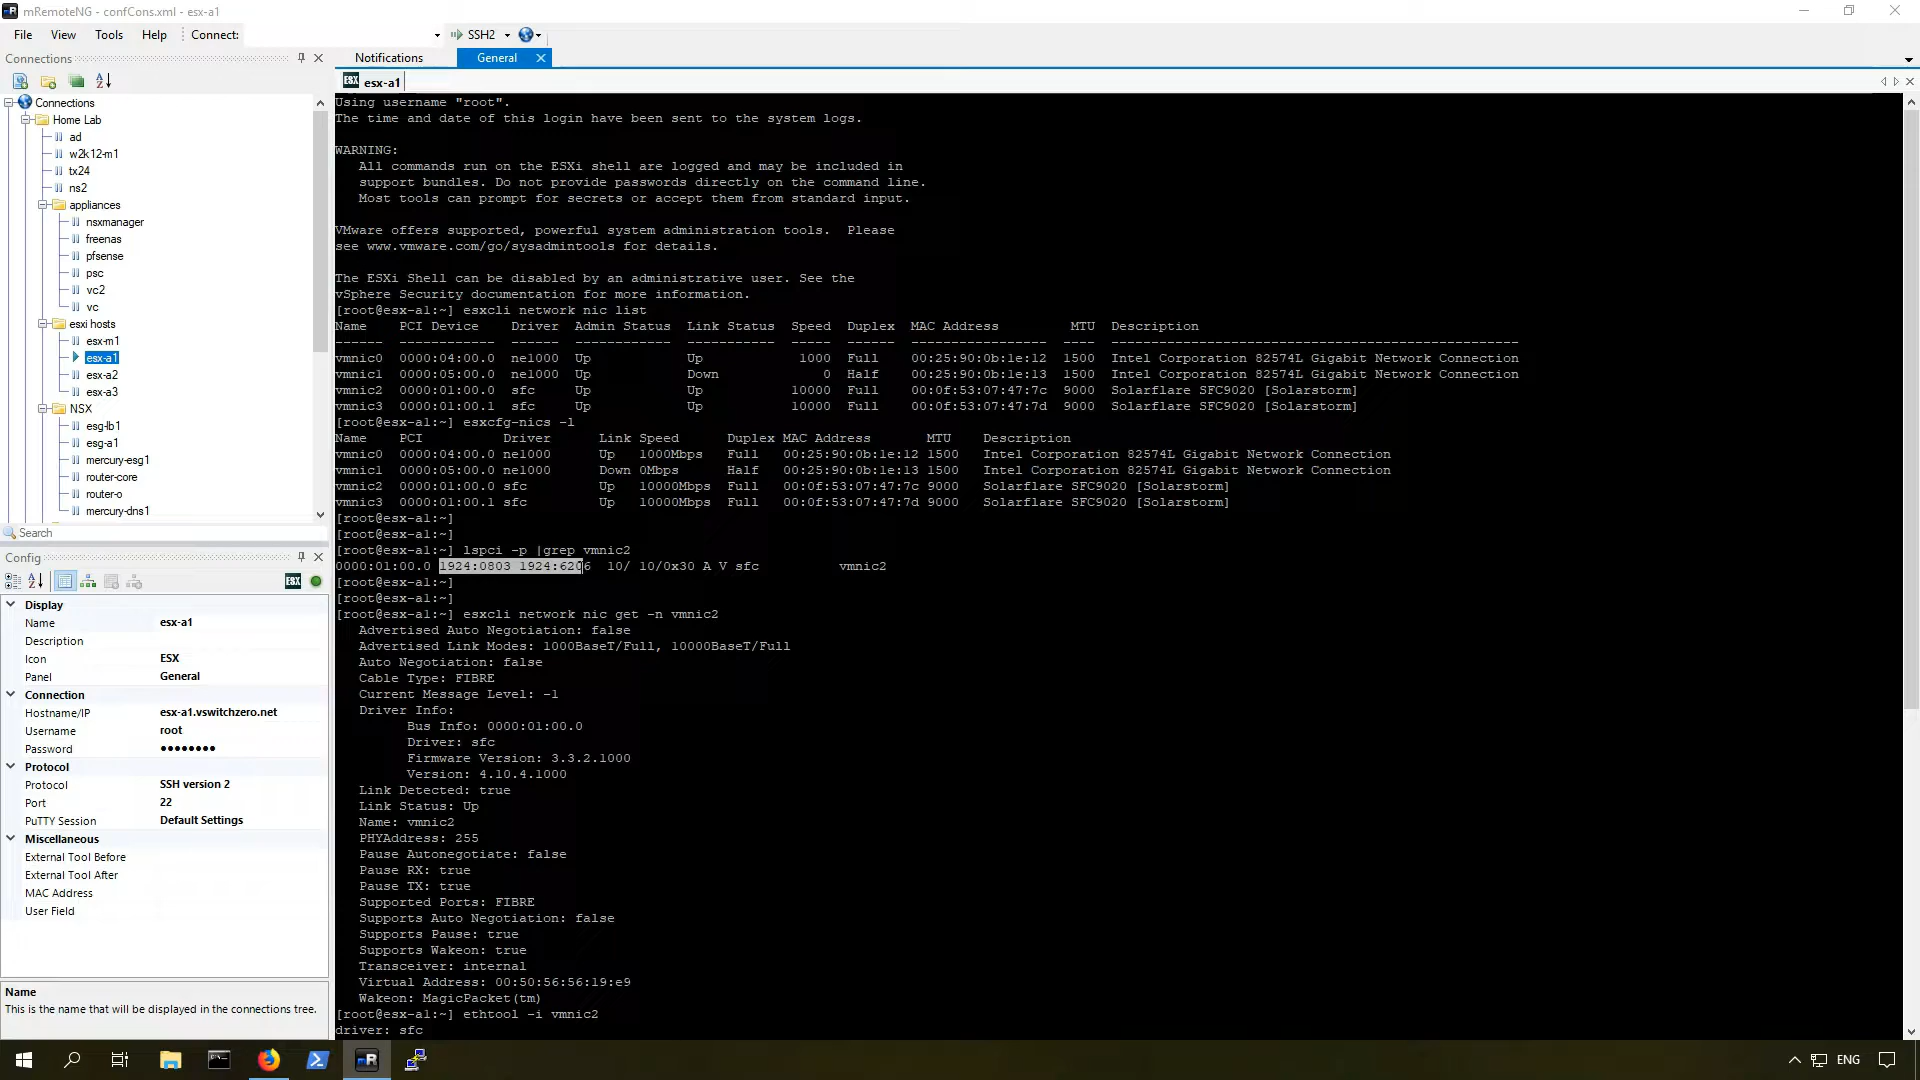 mRemoteNG - confCons.xml - esx-a1
File View Tools Help Connect: SSH2
Connections
Notifications General
esx-a1
Connections
Home Lab
ad
w2k12-m1
tx24
ns2
appliances
nsxmanager
freenas
pfsense
psc
vc2
vc
esxi hosts
esx-m1
esx-a1
esx-a2
esx-a3
NSX
esg-lb1
esg-a1
mercury-esg1
router-core
router-o
mercury-dns1
Search
Config
Display
Name esx-a1
Description
Icon ESX
Panel General
Connection
Hostname/IP esx-a1.vswitchzero.net
Username root
Password ●●●●●●●●
Protocol
Protocol SSH version 2
Port 22
PuTTY Session Default Settings
Miscellaneous
External Tool Before
External Tool After
MAC Address
User Field
Name
This is the name that will be displayed in the connections tree.
Using username "root".
The time and date of this login have been sent to the system logs.
WARNING:
All commands run on the ESXi shell are logged and may be included in
support bundles. Do not provide passwords directly on the command line.
Most tools can prompt for secrets or accept them from standard input.
VMware offers supported, powerful system administration tools. Please
see www.vmware.com/go/sysadmintools for details.
The ESXi Shell can be disabled by an administrative user. See the
vSphere Security documentation for more information.
[root@esx-a1:~] esxcli network nic list
Name PCI Device Driver Admin Status Link Status Speed Duplex MAC Address MTU Description
------ ------------ ------ ------------ ----------- ----- ------ ----------------- ---- ---------------------------------------------------
vmnic0 0000:04:00.0 ne1000 Up Up 1000 Full 00:25:90:0b:1e:12 1500 Intel Corporation 82574L Gigabit Network Connection
vmnic1 0000:05:00.0 ne1000 Up Down 0 Half 00:25:90:0b:1e:13 1500 Intel Corporation 82574L Gigabit Network Connection
vmnic2 0000:01:00.0 sfc Up Up 10000 Full 00:0f:53:07:47:7c 9000 Solarflare SFC9020 [Solarstorm]
vmnic3 0000:01:00.1 sfc Up Up 10000 Full 00:0f:53:07:47:7d 9000 Solarflare SFC9020 [Solarstorm]
[root@esx-a1:~] esxcfg-nics -l
Name PCI Driver Link Speed Duplex MAC Address MTU Description
vmnic0 0000:04:00.0 ne1000 Up 1000Mbps Full 00:25:90:0b:1e:12 1500 Intel Corporation 82574L Gigabit Network Connection
vmnic1 0000:05:00.0 ne1000 Down 0Mbps Half 00:25:90:0b:1e:13 1500 Intel Corporation 82574L Gigabit Network Connection
vmnic2 0000:01:00.0 sfc Up 10000Mbps Full 00:0f:53:07:47:7c 9000 Solarflare SFC9020 [Solarstorm]
vmnic3 0000:01:00.1 sfc Up 10000Mbps Full 00:0f:53:07:47:7d 9000 Solarflare SFC9020 [Solarstorm]
[root@esx-a1:~]
[root@esx-a1:~]
[root@esx-a1:~] lspci -p |grep vmnic2
0000:01:00.0 1924:0803 1924:6206 10/ 10/0x30 A V sfc vmnic2
[root@esx-a1:~]
[root@esx-a1:~]
[root@esx-a1:~] esxcli network nic get -n vmnic2
Advertised Auto Negotiation: false
Advertised Link Modes: 1000BaseT/Full, 10000BaseT/Full
Auto Negotiation: false
Cable Type: FIBRE
Current Message Level: -1
Driver Info:
Bus Info: 0000:01:00.0
Driver: sfc
Firmware Version: 3.3.2.1000
Version: 4.10.4.1000
Link Detected: true
Link Status: Up
Name: vmnic2
PHYAddress: 255
Pause Autonegotiate: false
Pause RX: true
Pause TX: true
Supported Ports: FIBRE
Supports Auto Negotiation: false
Supports Pause: true
Supports Wakeon: true
Transceiver: internal
Virtual Address: 00:50:56:56:19:e9
Wakeon: MagicPacket(tm)
[root@esx-a1:~] ethtool -i vmnic2
driver: sfc
ENG